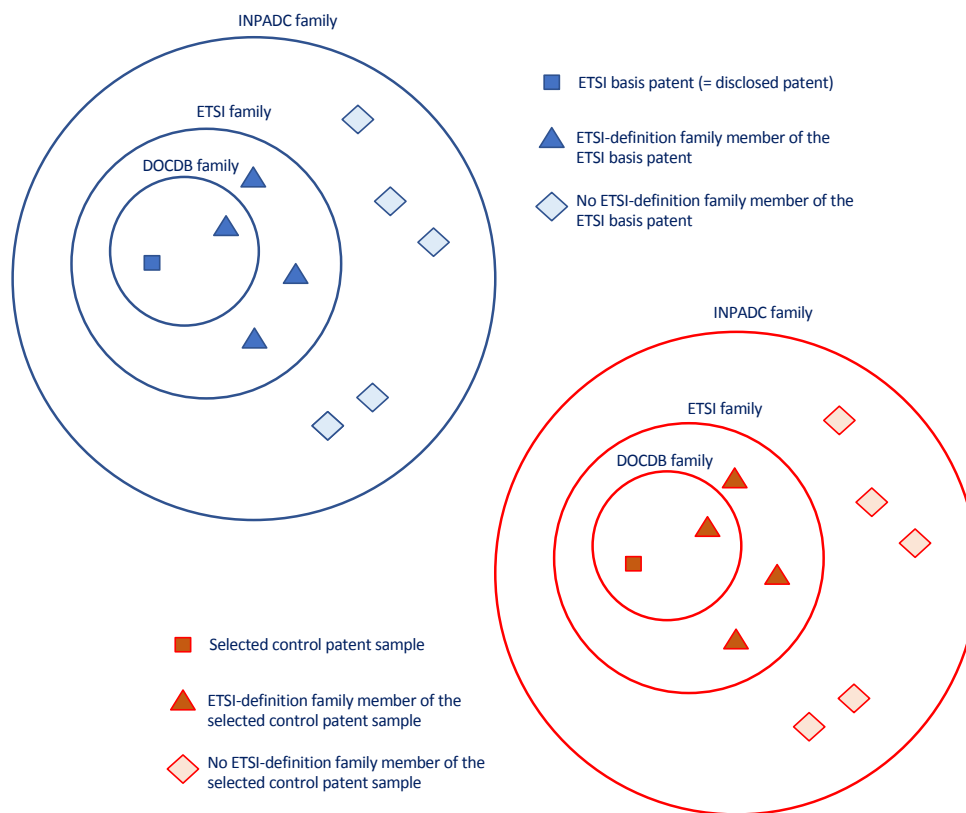 INPADC family
ETSI family
DOCDB family
ETSI basis patent (= disclosed patent)
ETSI-definition family member of the
ETSI basis patent
No ETSI-definition family member of the
ETSI basis patent
INPADC family
ETSI family
DOCDB family
Selected control patent sample
ETSI-definition family member of the
selected control patent sample
No ETSI-definition family member of the
selected control patent sample